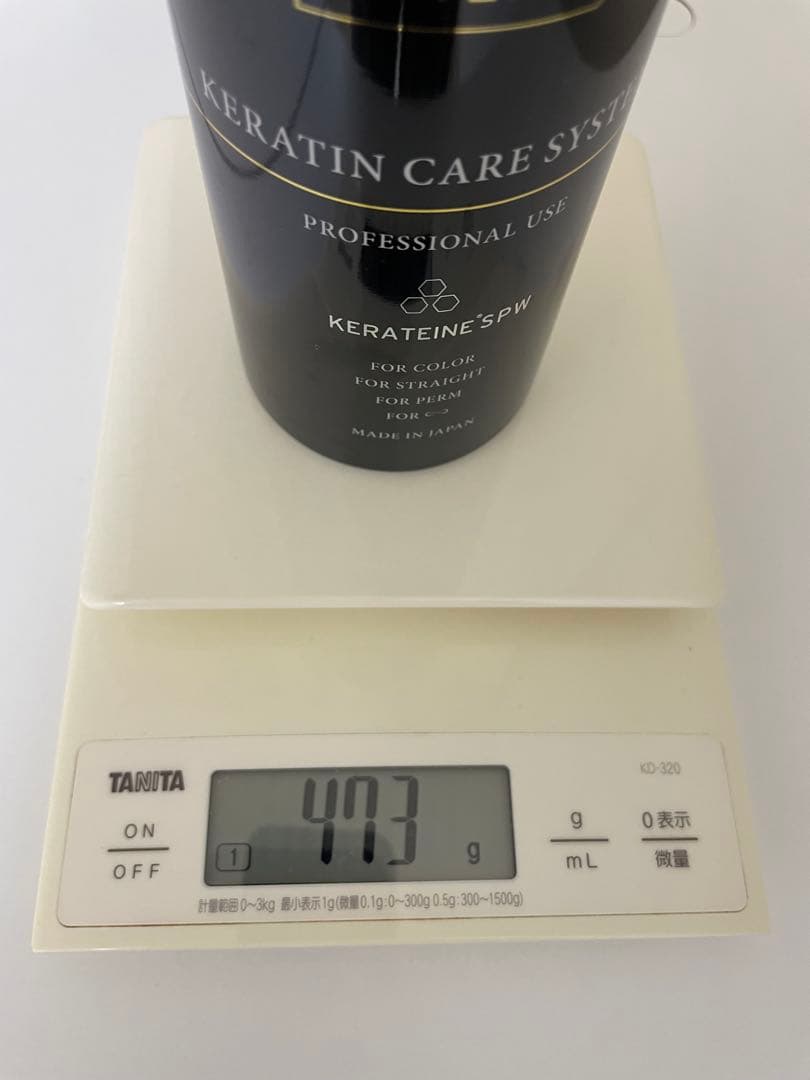 KERATIN CARE SYSTE
PROFESSIONAL USE
KERATEINE®SPW
FOR COLOR
FOR STRAIGHT
FOR PERM
FOR ∞
MADE IN JAPAN
TANITA
KD-320
ON
OFF
1
473 g
g
mL
0表示
微量
計量範囲0〜3kg 最小表示1g(微量0.1g:0〜300g 0.5g:300〜1500g)